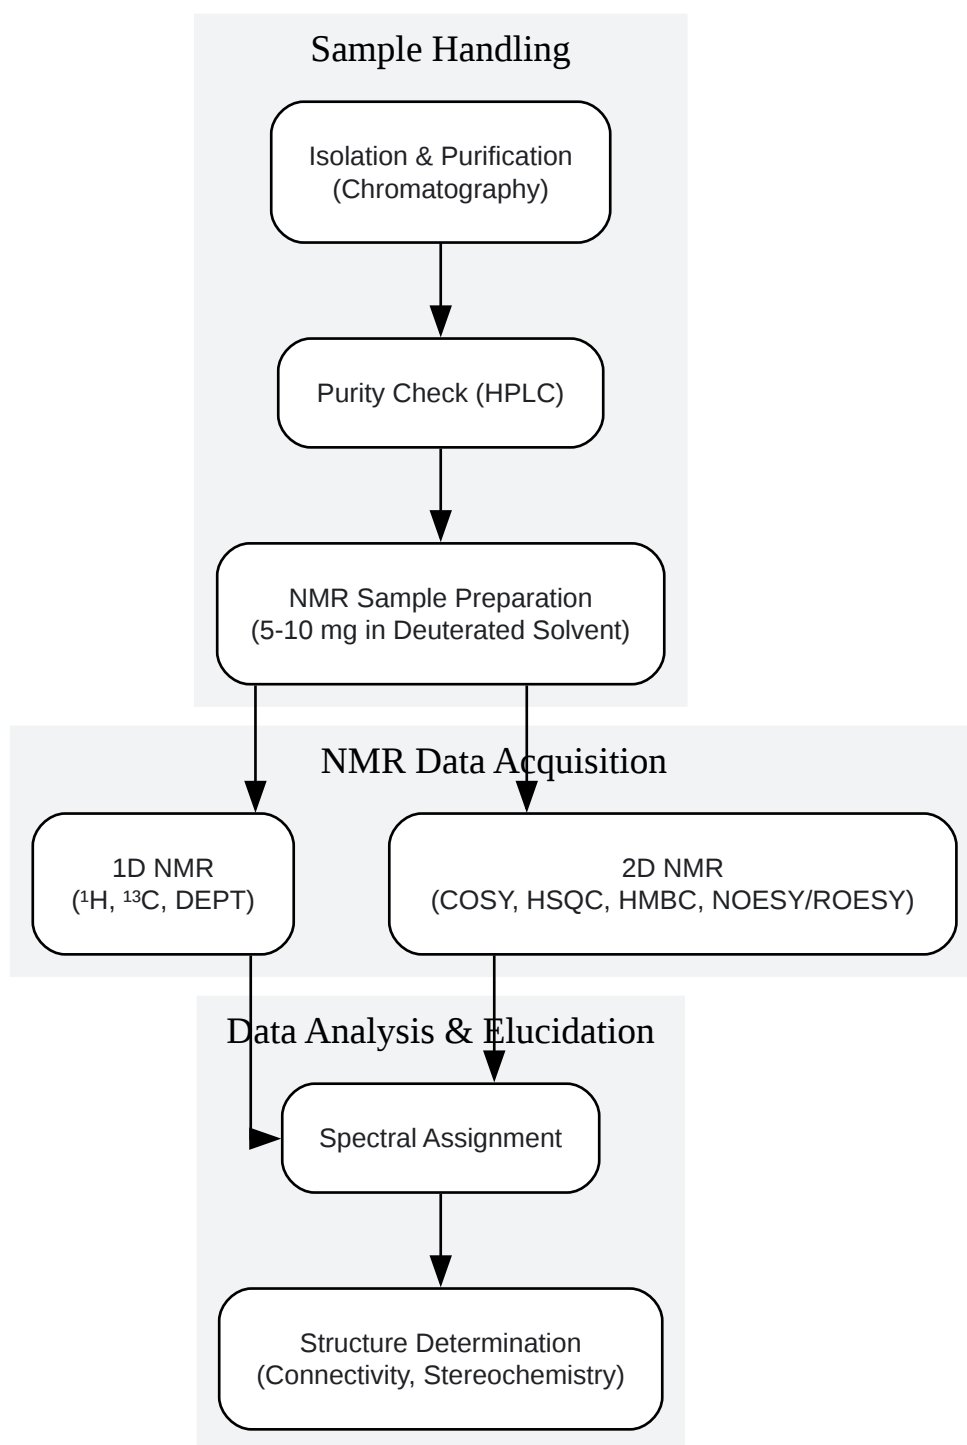 Sample Handling
Isolation & Purification
(Chromatography)
Purity Check (HPLC)
NMR Sample Preparation
(5-10 mg in Deuterated Solvent)
NMR Data Acquisition
1D NMR
(¹H, ¹³C, DEPT)
2D NMR
(COSY, HSQC, HMBC, NOESY/ROESY)
Data Analysis & Elucidation
Spectral Assignment
Structure Determination
(Connectivity, Stereochemistry)